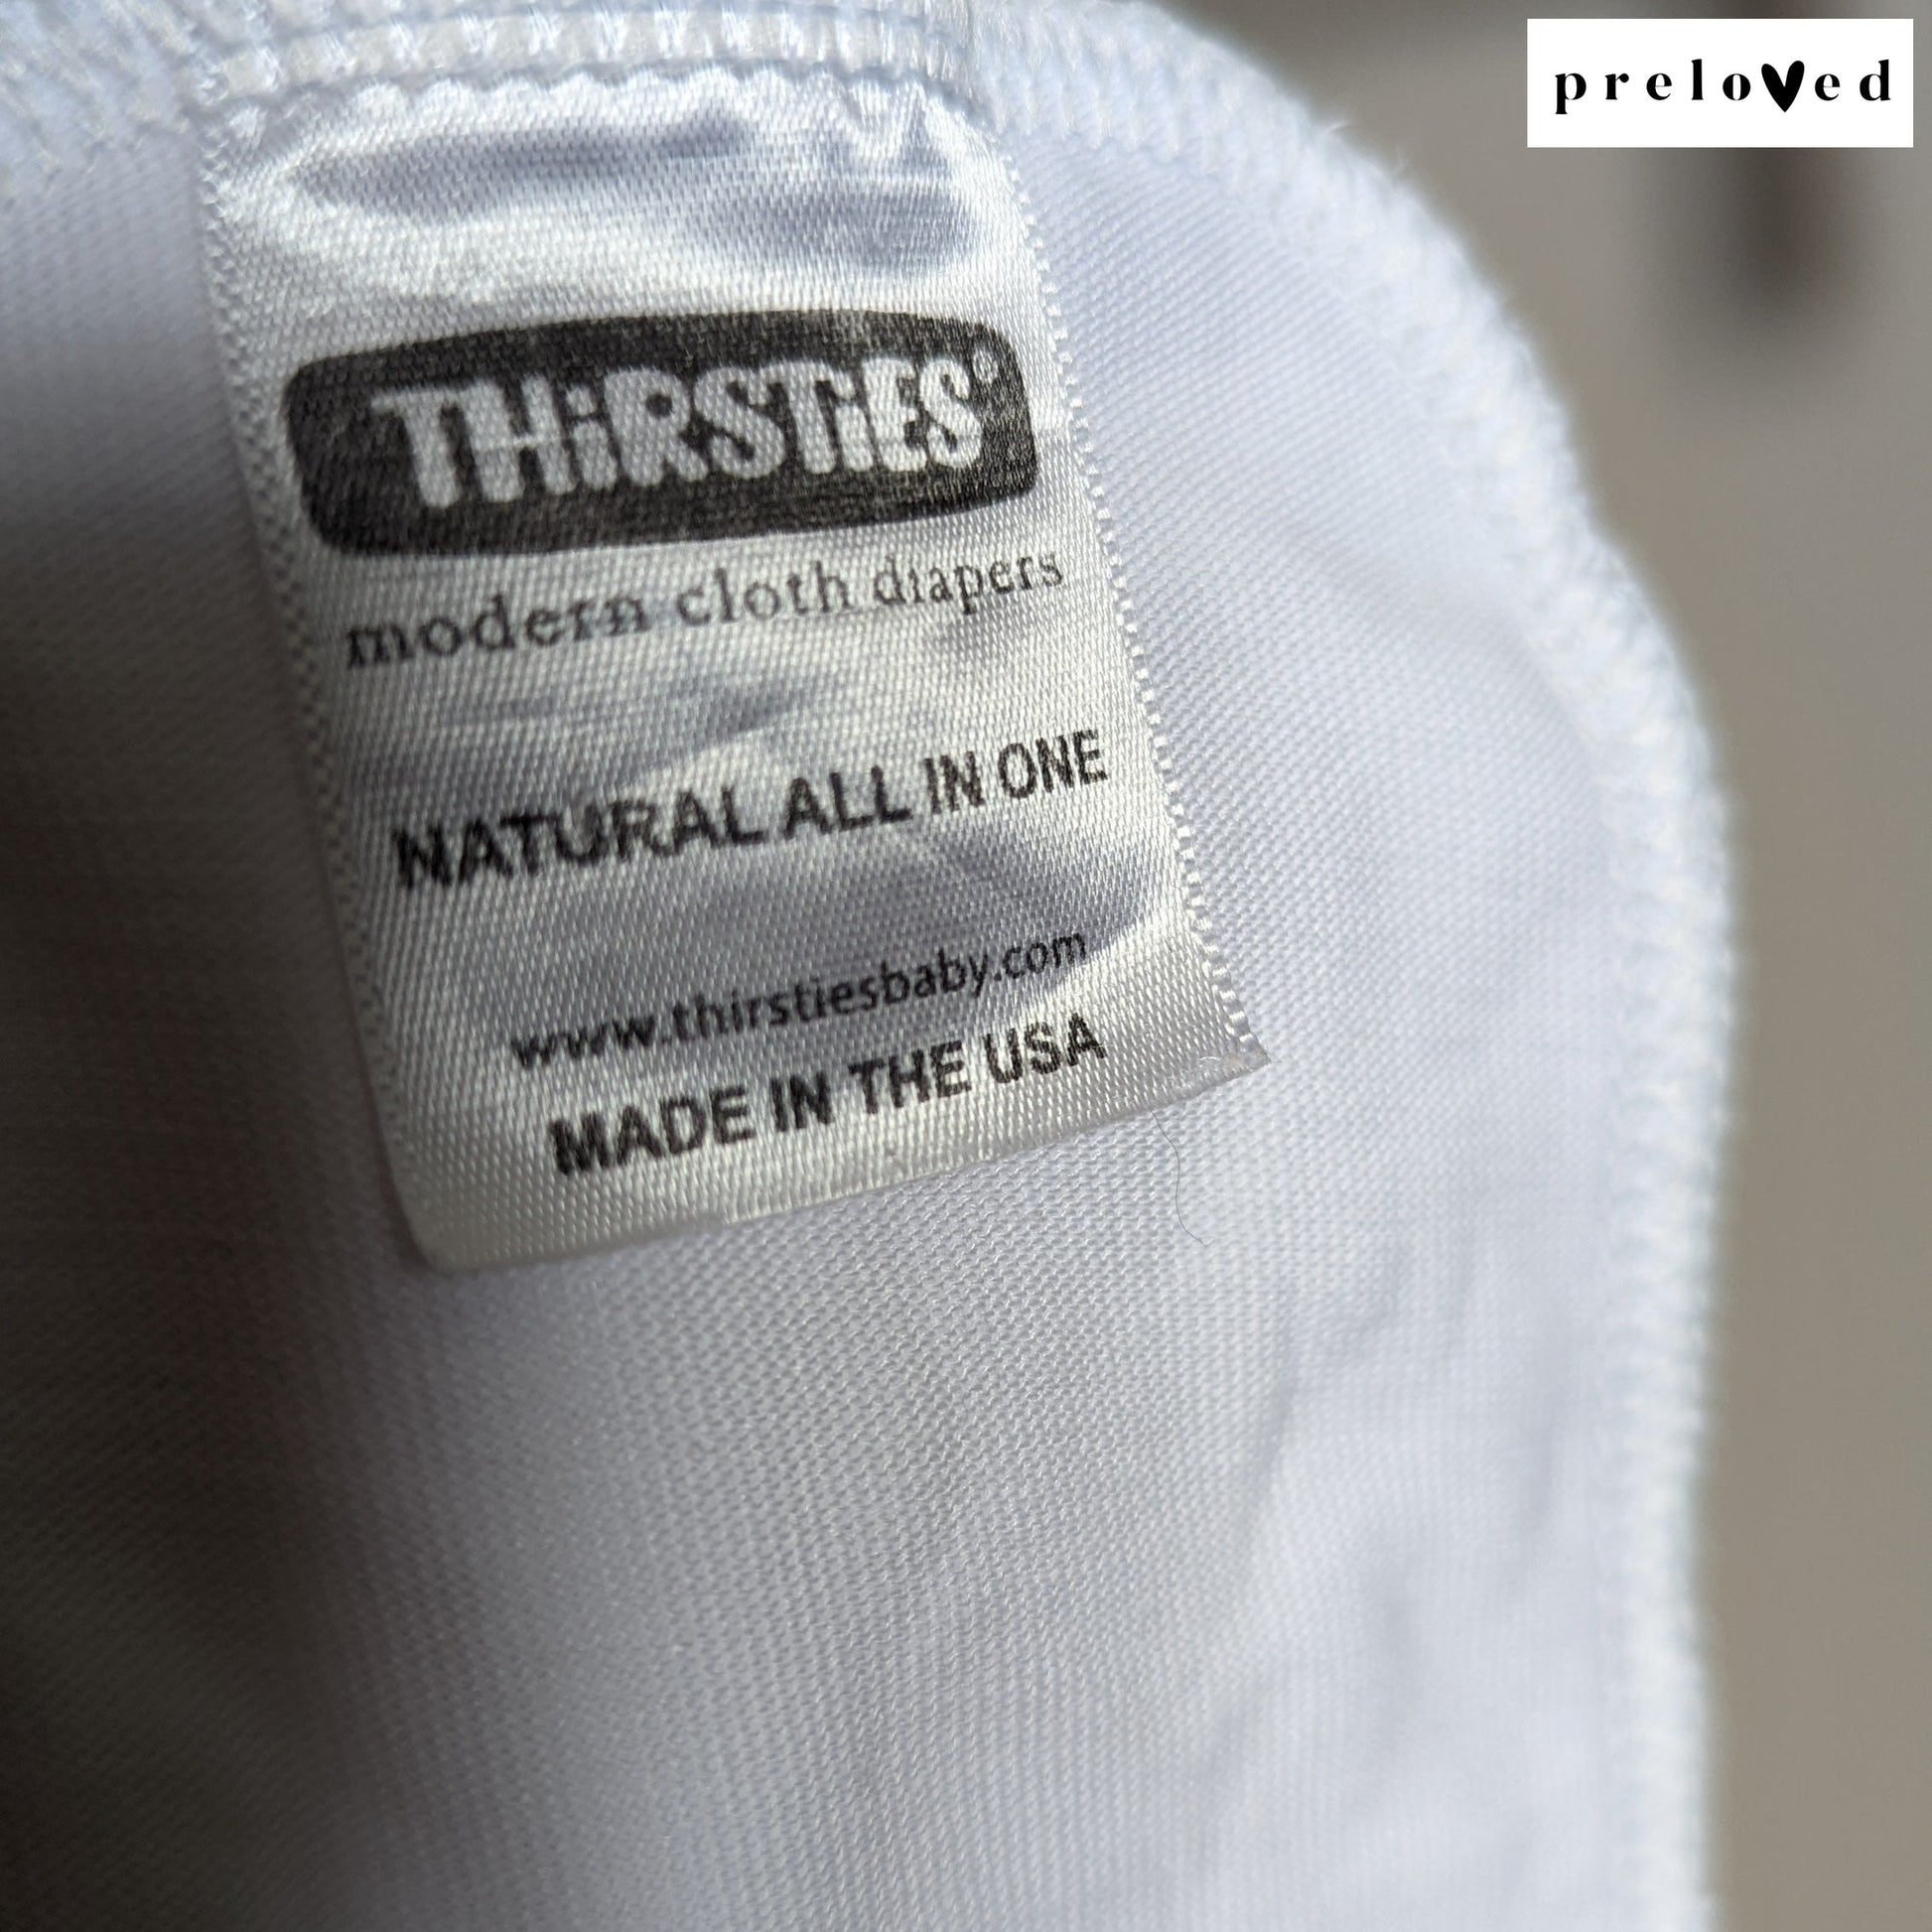 preloved
THiRSTiES®
modern cloth diapers
NATURAL ALL IN ONE
www.thirstiesbaby.com
MADE IN THE USA